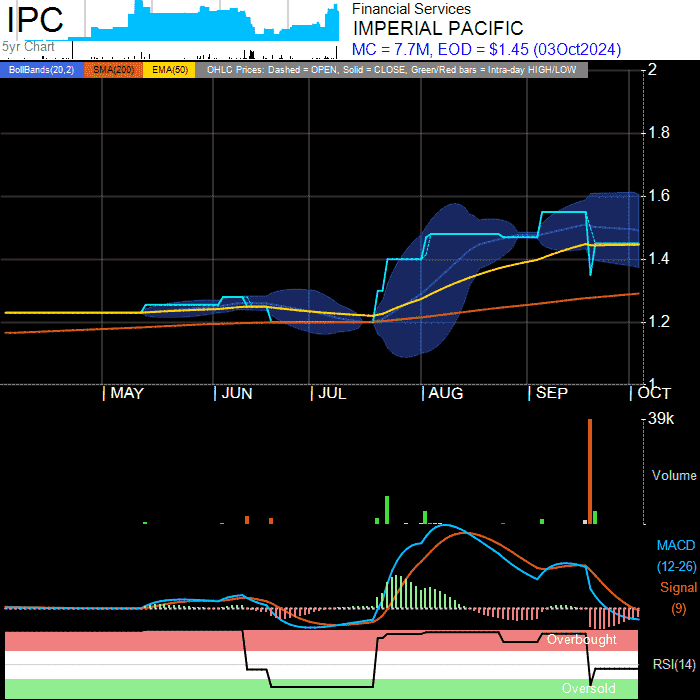 IPC
5yr Chart
Financial Services
IMPERIAL PACIFIC
MC = 7.7M, EOD = $1.45 (03Oct2024)
BollBands(20,2) SMA(200) EMA(50) OHLC Prices: Dashed = OPEN, Solid = CLOSE, Green/Red bars = Intra-day HIGH/LOW
2
1.8
1.6
1.4
1.2
1
| MAY | JUN | JUL | AUG | SEP | OCT
39k
Volume
MACD
(12-26)
Signal
(9)
Overbought
RSI(14)
Oversold